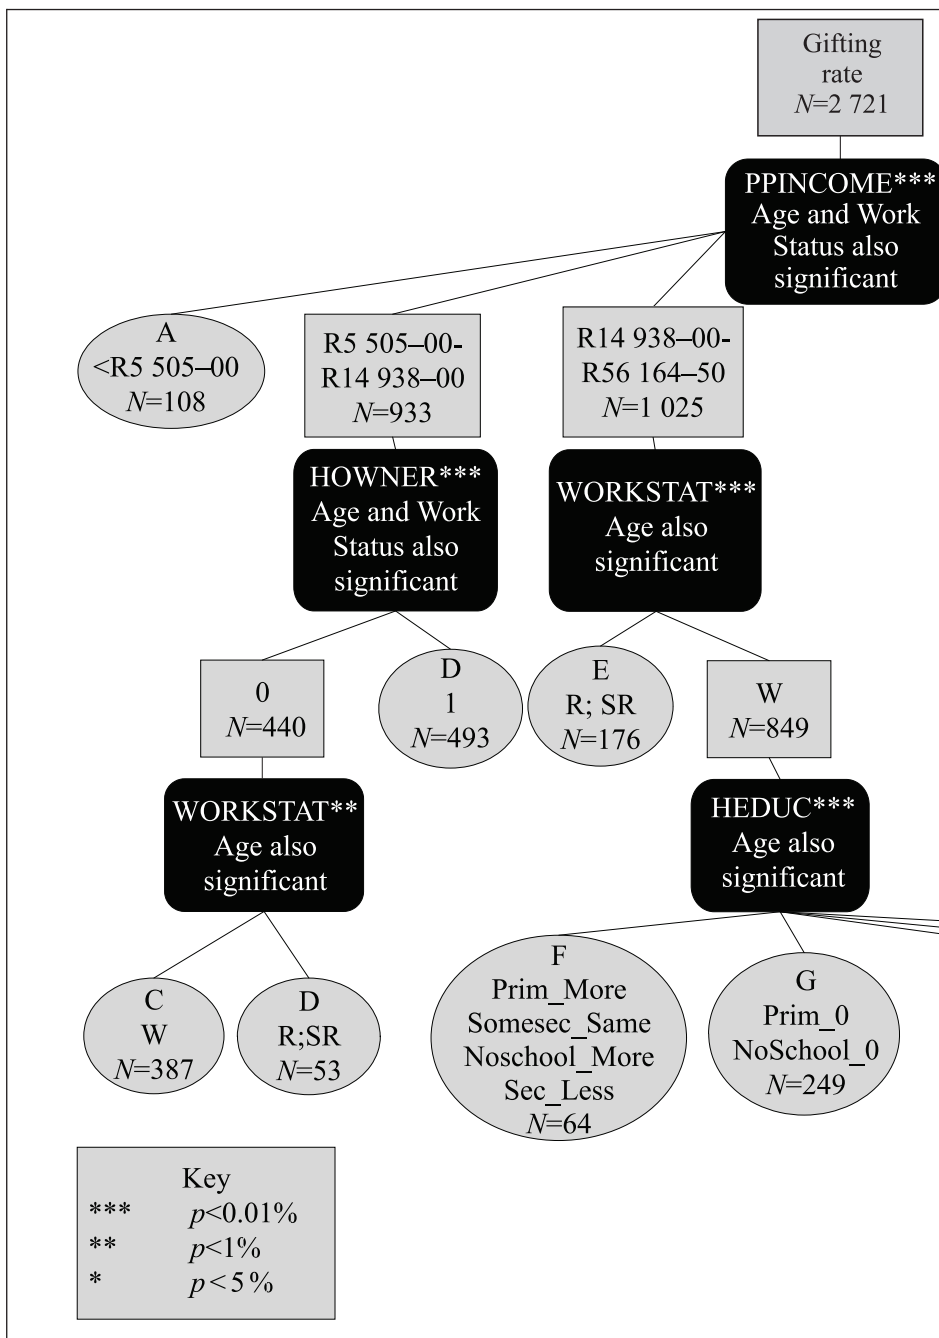 Gifting
rate
N=2 721
PPINCOME***
Age and Work
Status also
significant
A
<R5 505–00
N=108
R5 505–00-
R14 938–00
N=933
R14 938–00-
R56 164–50
N=1 025
HOWNER***
Age and Work
Status also
significant
WORKSTAT***
Age also
significant
0
N=440
D
1
N=493
E
R; SR
N=176
W
N=849
WORKSTAT**
Age also
significant
HEDUC***
Age also
significant
C
W
N=387
D
R;SR
N=53
F
Prim_More
Somesec_Same
Noschool_More
Sec_Less
N=64
G
Prim_0
NoSchool_0
N=249
Key
*** p<0.01%
** p<1%
* p<5%